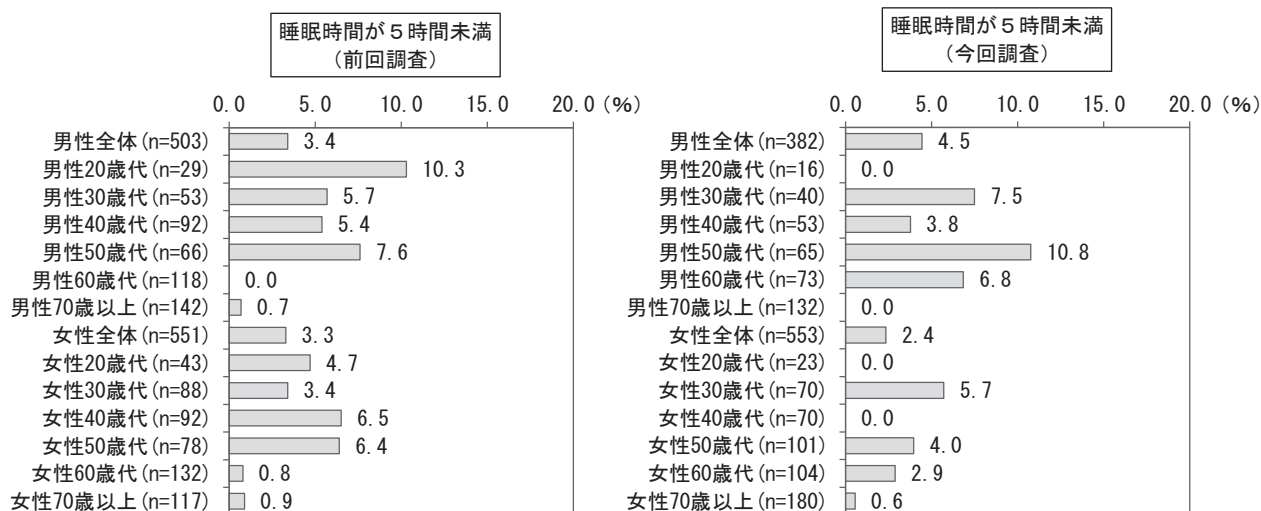 睡眠時間が５時間未満
（前回調査）
0.0 5.0 10.0 15.0 20.0 (%)
男性全体(n=503) 3.4
男性20歳代(n=29) 10.3
男性30歳代(n=53) 5.7
男性40歳代(n=92) 5.4
男性50歳代(n=66) 7.6
男性60歳代(n=118) 0.0
男性70歳以上(n=142) 0.7
女性全体(n=551) 3.3
女性20歳代(n=43) 4.7
女性30歳代(n=88) 3.4
女性40歳代(n=92) 6.5
女性50歳代(n=78) 6.4
女性60歳代(n=132) 0.8
女性70歳以上(n=117) 0.9
睡眠時間が５時間未満
（今回調査）
0.0 5.0 10.0 15.0 20.0 (%)
男性全体(n=382) 4.5
男性20歳代(n=16) 0.0
男性30歳代(n=40) 7.5
男性40歳代(n=53) 3.8
男性50歳代(n=65) 10.8
男性60歳代(n=73) 6.8
男性70歳以上(n=132) 0.0
女性全体(n=553) 2.4
女性20歳代(n=23) 0.0
女性30歳代(n=70) 5.7
女性40歳代(n=70) 0.0
女性50歳代(n=101) 4.0
女性60歳代(n=104) 2.9
女性70歳以上(n=180) 0.6